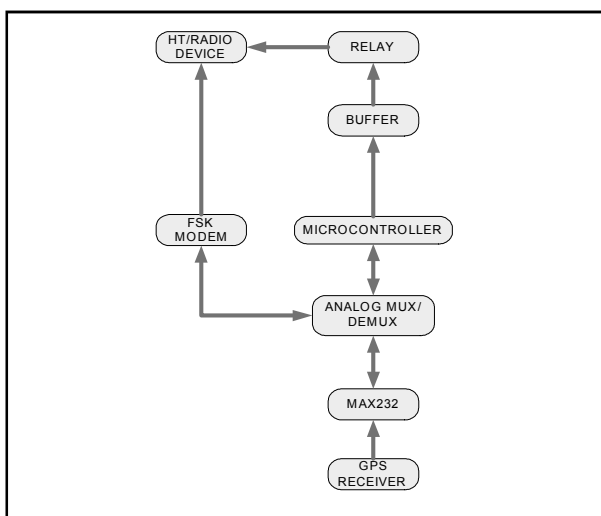 HT/RADIO
DEVICE
RELAY
BUFFER
FSK
MODEM
MICROCONTROLLER
ANALOG MUX/
DEMUX
MAX232
GPS
RECEIVER